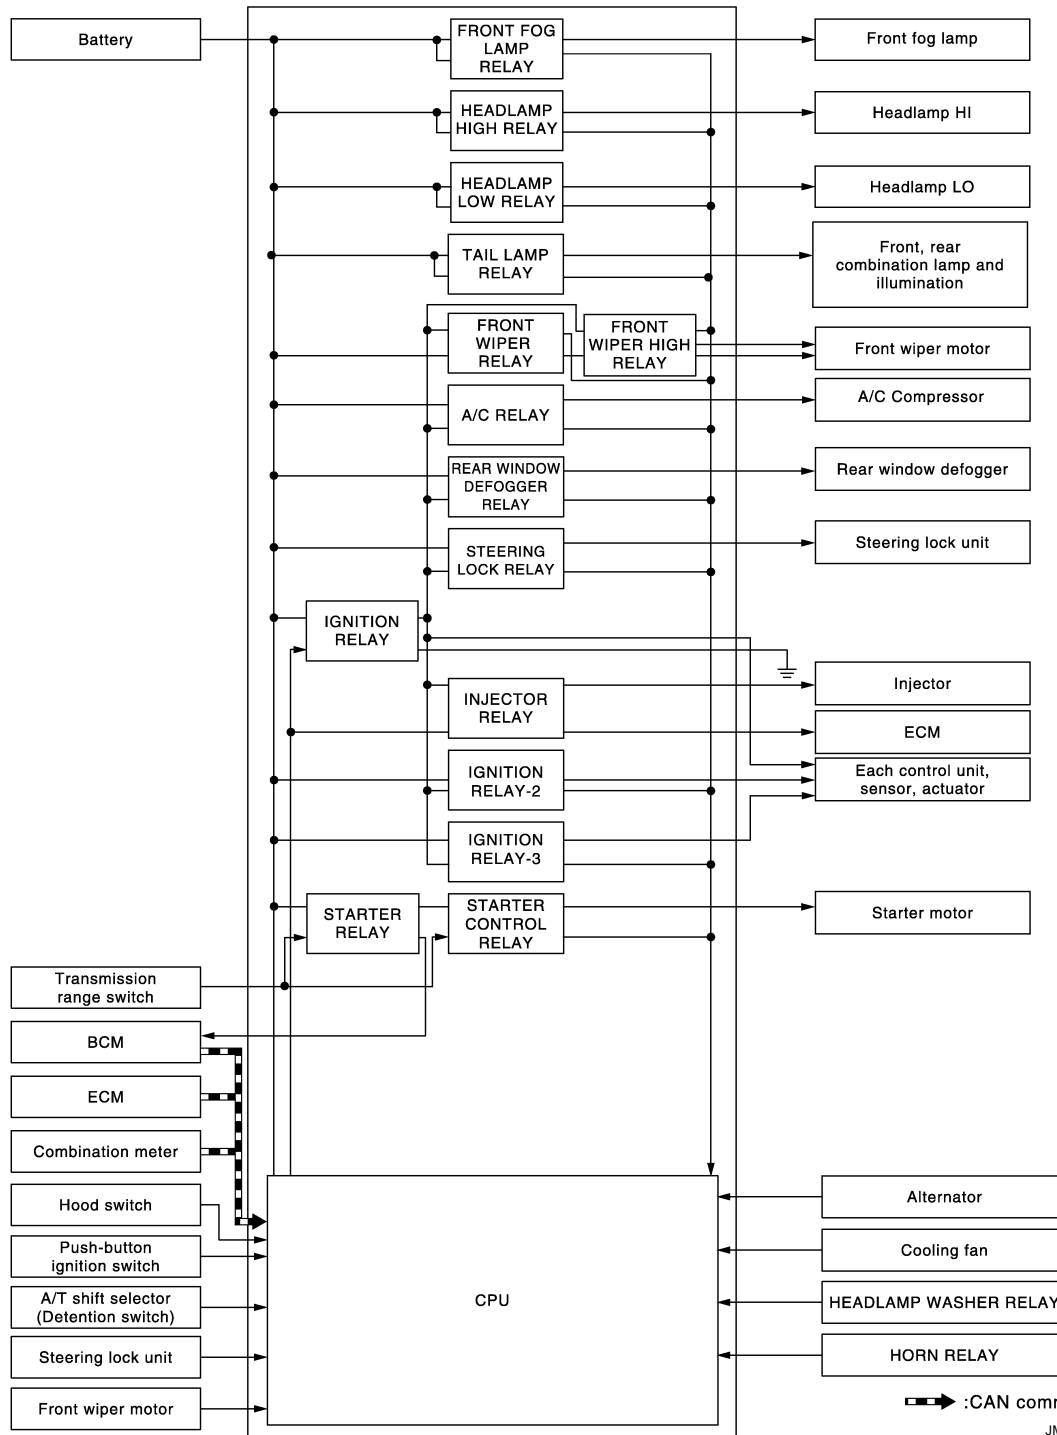 Battery
FRONT FOG
LAMP
RELAY
Front fog lamp
HEADLAMP
HIGH RELAY
Headlamp HI
HEADLAMP
LOW RELAY
Headlamp LO
TAIL LAMP
RELAY
Front, rear
combination lamp and
illumination
FRONT
WIPER
RELAY
FRONT
WIPER HIGH
RELAY
Front wiper motor
A/C RELAY
A/C Compressor
REAR WINDOW
DEFOGGER
RELAY
Rear window defogger
STEERING
LOCK RELAY
Steering lock unit
IGNITION
RELAY
INJECTOR
RELAY
Injector
ECM
IGNITION
RELAY-2
Each control unit,
sensor, actuator
IGNITION
RELAY-3
STARTER
RELAY
STARTER
CONTROL
RELAY
Starter motor
Transmission
range switch
BCM
ECM
Combination meter
Hood switch
Push-button
ignition switch
A/T shift selector
(Detention switch)
Steering lock unit
Front wiper motor
CPU
Alternator
Cooling fan
HEADLAMP WASHER RELAY
HORN RELAY
:CAN comm
JM